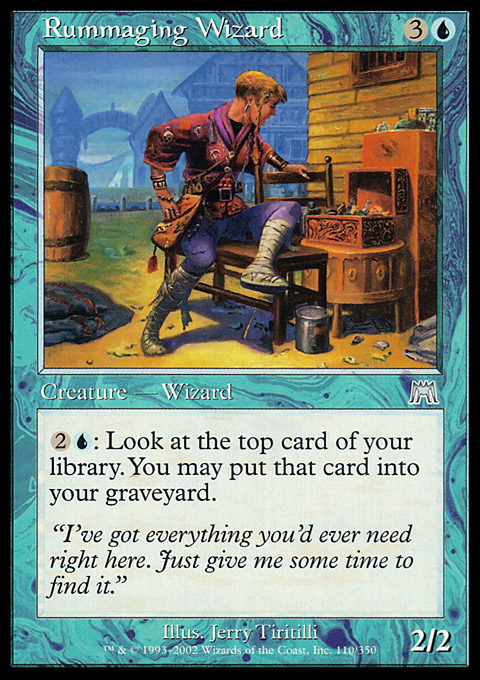 Rummaging Wizard 3
Creature — Wizard
2 : Look at the top card of your
library. You may put that card into
your graveyard.
“I’ve got everything you’d ever need
right here. Just give me some time to
find it.”
Illus. Jerry Tiritilli
™ & © 1993–2002 Wizards of the Coast, Inc. 110/350
2/2